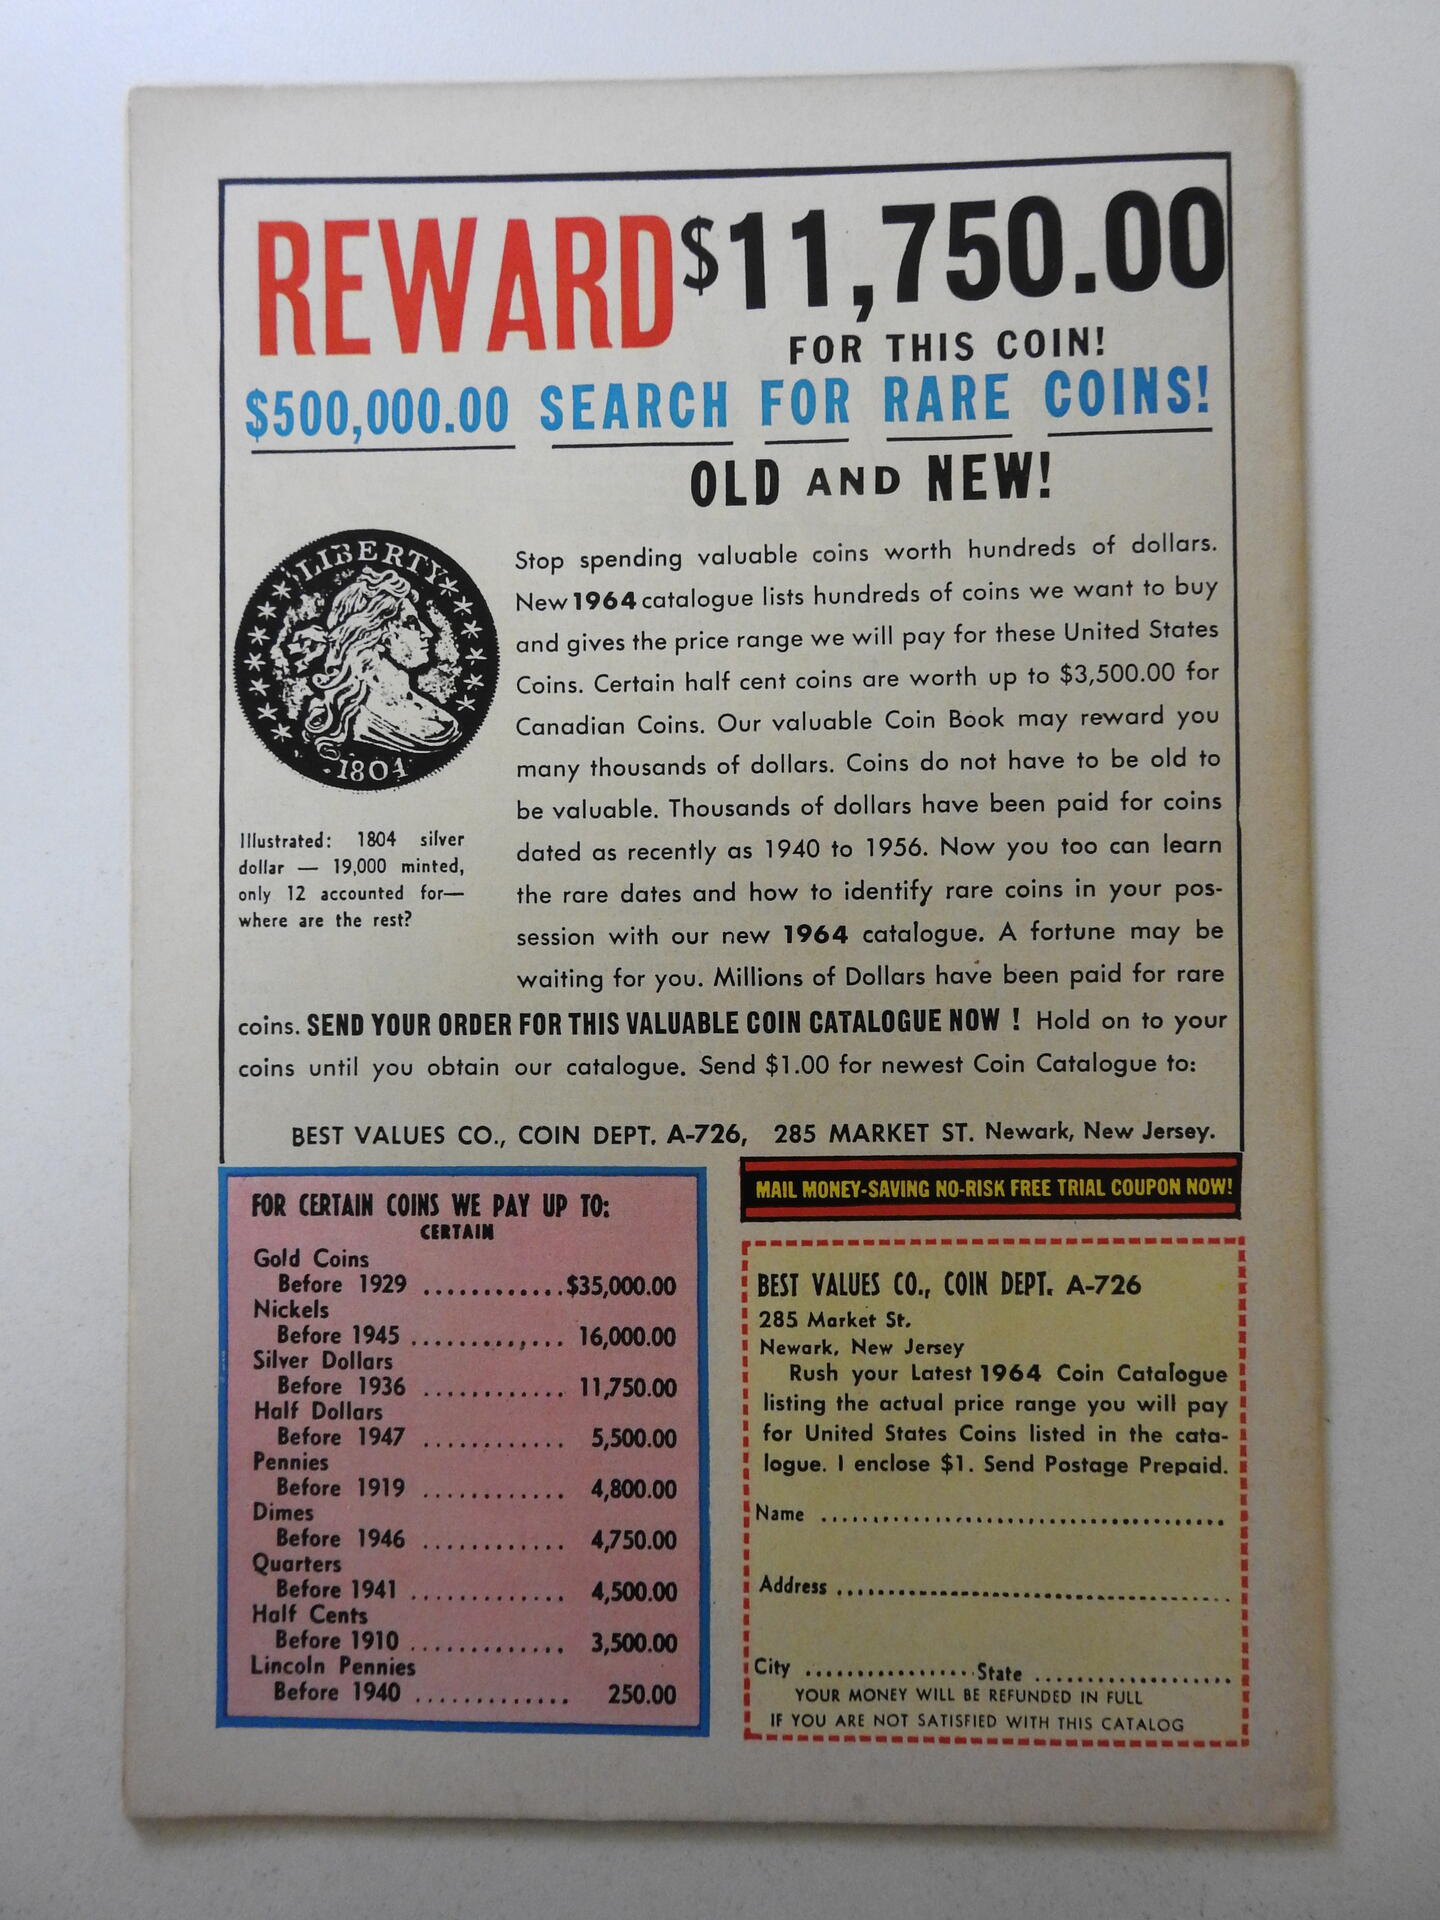 REWARD $11,750.00
FOR THIS COIN!
$500,000.00 SEARCH FOR RARE COINS!
OLD AND NEW!
LIBERTY
1804
Illustrated: 1804 silver
dollar — 19,000 minted,
only 12 accounted for—
where are the rest?
Stop spending valuable coins worth hundreds of dollars.
New 1964 catalogue lists hundreds of coins we want to buy
and gives the price range we will pay for these United States
Coins. Certain half cent coins are worth up to $3,500.00 for
Canadian Coins. Our valuable Coin Book may reward you
many thousands of dollars. Coins do not have to be old to
be valuable. Thousands of dollars have been paid for coins
dated as recently as 1940 to 1956. Now you too can learn
the rare dates and how to identify rare coins in your pos-
session with our new 1964 catalogue. A fortune may be
waiting for you. Millions of Dollars have been paid for rare
coins. SEND YOUR ORDER FOR THIS VALUABLE COIN CATALOGUE NOW ! Hold on to your
coins until you obtain our catalogue. Send $1.00 for newest Coin Catalogue to:
BEST VALUES CO., COIN DEPT. A-726, 285 MARKET ST. Newark, New Jersey.
FOR CERTAIN COINS WE PAY UP TO:
CERTAIN
Gold Coins
Before 1929 ............$35,000.00
Nickels
Before 1945 ............ 16,000.00
Silver Dollars
Before 1936 ............ 11,750.00
Half Dollars
Before 1947 ............ 5,500.00
Pennies
Before 1919 ............ 4,800.00
Dimes
Before 1946 ............ 4,750.00
Quarters
Before 1941 ............. 4,500.00
Half Cents
Before 1910 ............. 3,500.00
Lincoln Pennies
Before 1940 ............. 250.00
MAIL MONEY-SAVING NO-RISK FREE TRIAL COUPON NOW!
BEST VALUES CO., COIN DEPT. A-726
285 Market St.
Newark, New Jersey
Rush your Latest 1964 Coin Catalogue
listing the actual price range you will pay
for United States Coins listed in the cata-
logue. I enclose $1. Send Postage Prepaid.
Name ........................................
Address .......................................
City .................State ...................
YOUR MONEY WILL BE REFUNDED IN FULL
IF YOU ARE NOT SATISFIED WITH THIS CATALOG